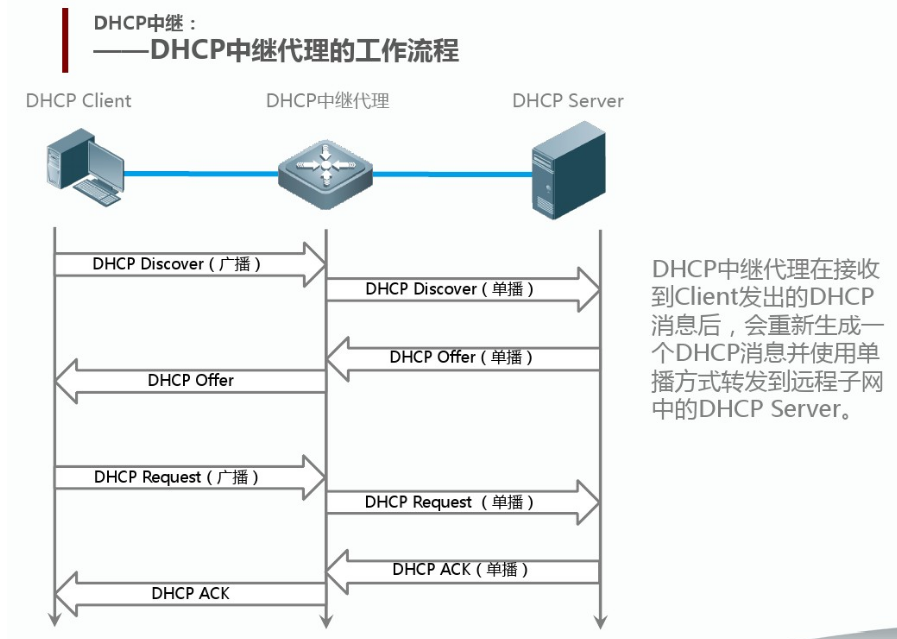 DHCP中继：
——DHCP中继代理的工作流程
DHCP Client
DHCP中继代理
DHCP Server
DHCP Discover（广播）
DHCP Discover（单播）
DHCP Offer（单播）
DHCP Offer
DHCP Request（广播）
DHCP Request （单播）
DHCP ACK（单播）
DHCP ACK
DHCP中继代理在接收
到Client发出的DHCP
消息后，会重新生成一
个DHCP消息并使用单
播方式转发到远程子网
中的DHCP Server。